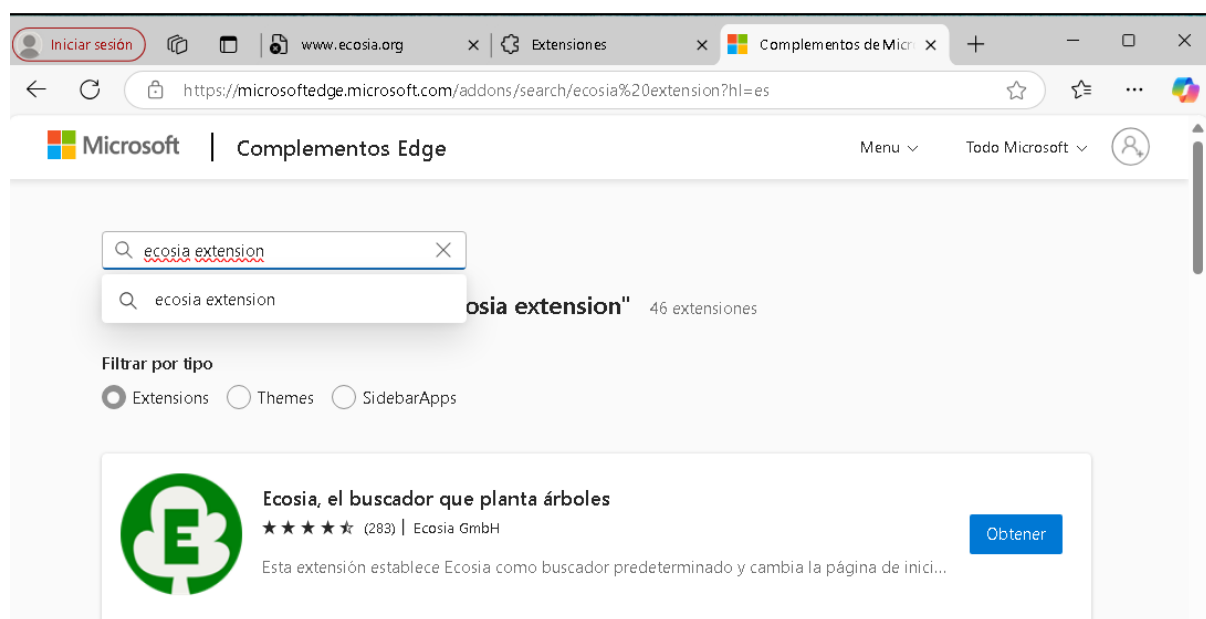 Iniciar sesión
www.ecosia.org
Extensiones
Complementos de Micr
https://microsoftedge.microsoft.com/addons/search/ecosia%20extension?hl=es
Microsoft
Complementos Edge
Menu
Todo Microsoft
ecosia extension
ecosia extension
osia extension" 46 extensiones
Filtrar por tipo
Extensions Themes SidebarApps
Ecosia, el buscador que planta árboles
(283) | Ecosia GmbH
Obtener
Esta extensión establece Ecosia como buscador predeterminado y cambia la página de inici...
E